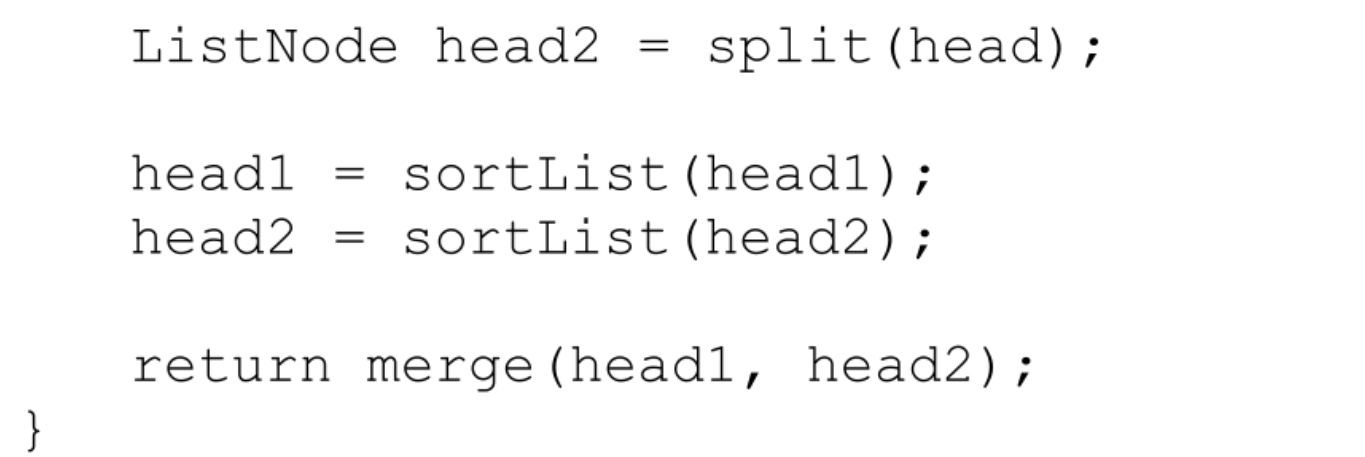 ListNode head2 = split(head);
head1 = sortList(head1);
head2 = sortList(head2);
return merge(head1, head2);
}